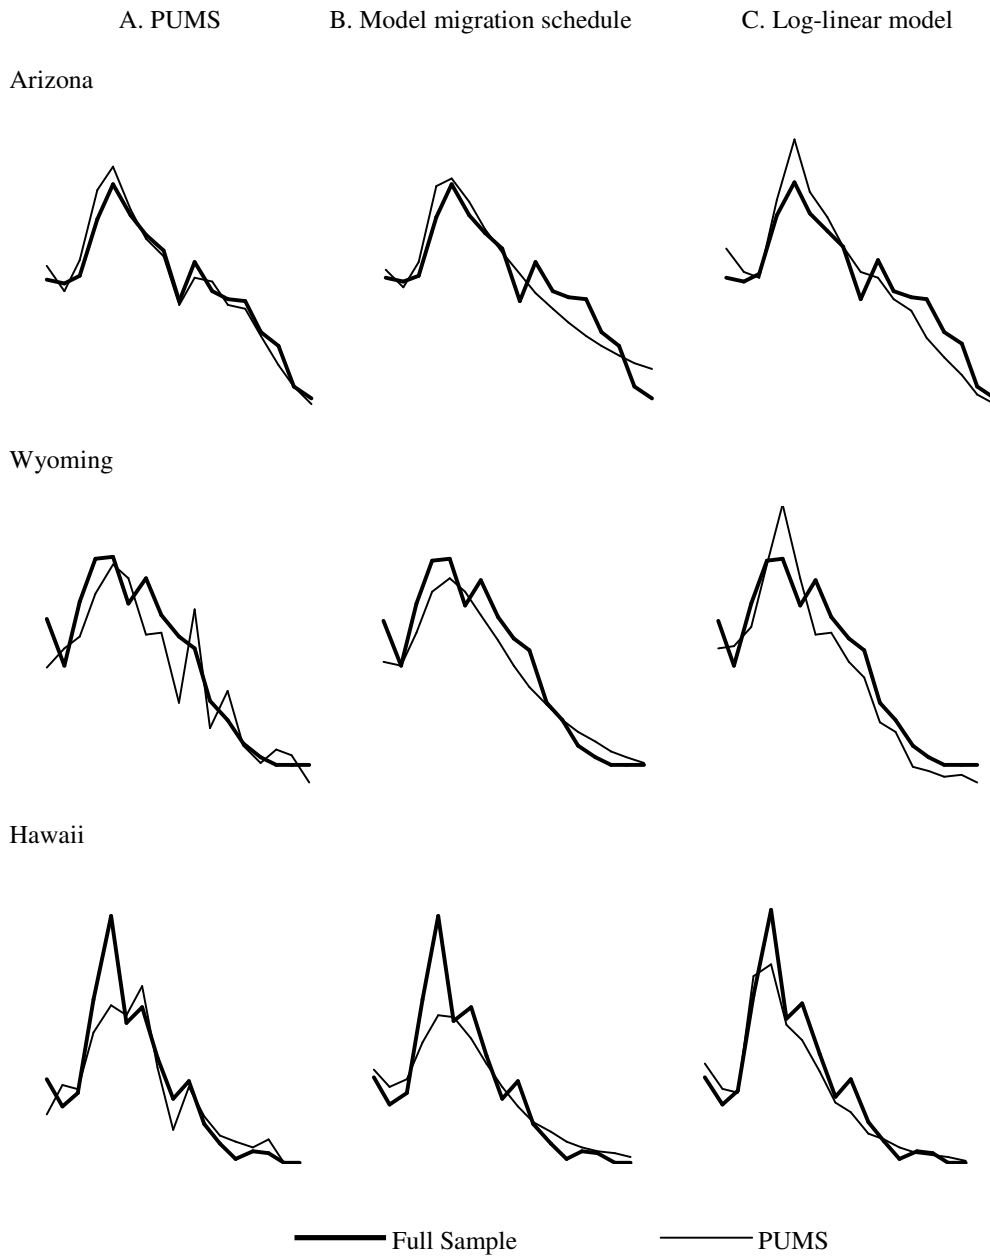 A. PUMS B. Model migration schedule C. Log-linear model
Arizona
Wyoming
Hawaii
Full Sample PUMS